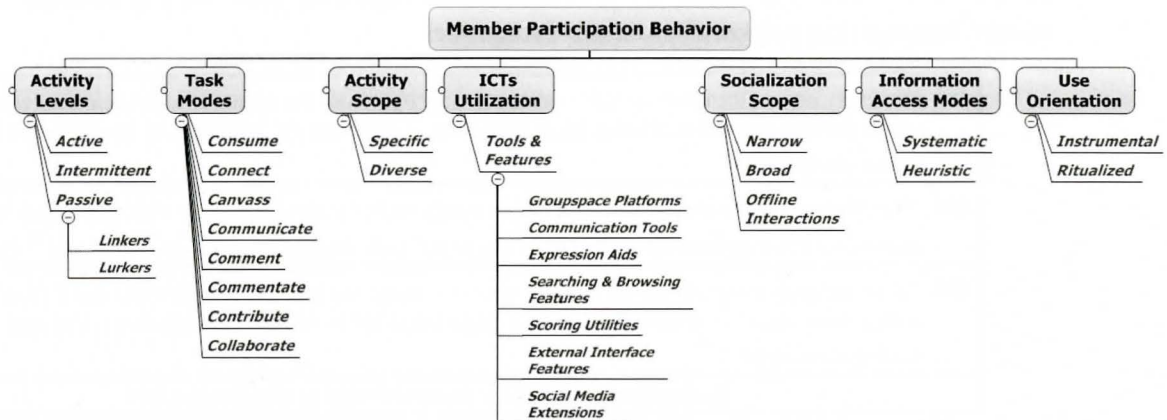 Member Participation Behavior
Activity
Levels
Active
Intermittent
Passive
Linkers
Lurkers
Task
Modes
Consume
Connect
Canvass
Communicate
Comment
Commentate
Contribute
Collaborate
Activity
Scope
Specific
Diverse
ICTs
Utilization
Tools &
Features
Groupspace Platforms
Communication Tools
Expression Aids
Searching & Browsing
Features
Scoring Utilities
External Interface
Features
Social Media
Extensions
Socialization
Scope
Narrow
Broad
Offline
Interactions
Information
Access Modes
Systematic
Heuristic
Use
Orientation
Instrumental
Ritualized